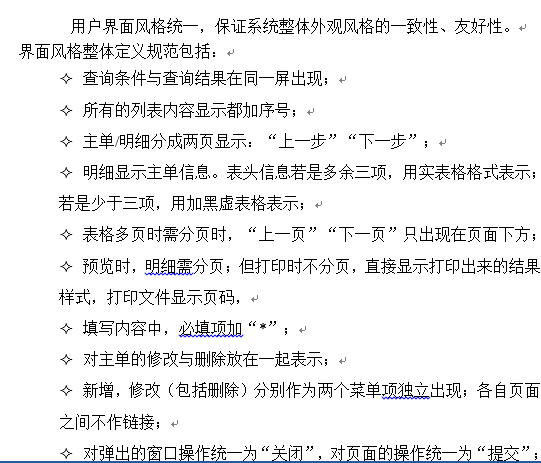 用户界面风格统一，保证系统整体外观风格的一致性、友好性。
界面风格整体定义规范包括：
查询条件与查询结果在同一屏出现；
所有的列表内容显示都加序号；
主单/明细分成两页显示：“上一步”“下一步”；
明细显示主单信息。表头信息若是多余三项，用实表格格式表示；
若是少于三项，用加黑虚表格表示；
表格多页时需分页时，“上一页”“下一页”只出现在页面下方；
预览时，明细需分页；但打印时不分页，直接显示打印出来的结果
样式，打印文件显示页码，
填写内容中，必填项加“*”；
对主单的修改与删除放在一起表示；
新增，修改（包括删除）分别作为两个菜单项独立出现；各自页面
之间不作链接；
对弹出的窗口操作统一为“关闭”，对页面的操作统一为“提交”；